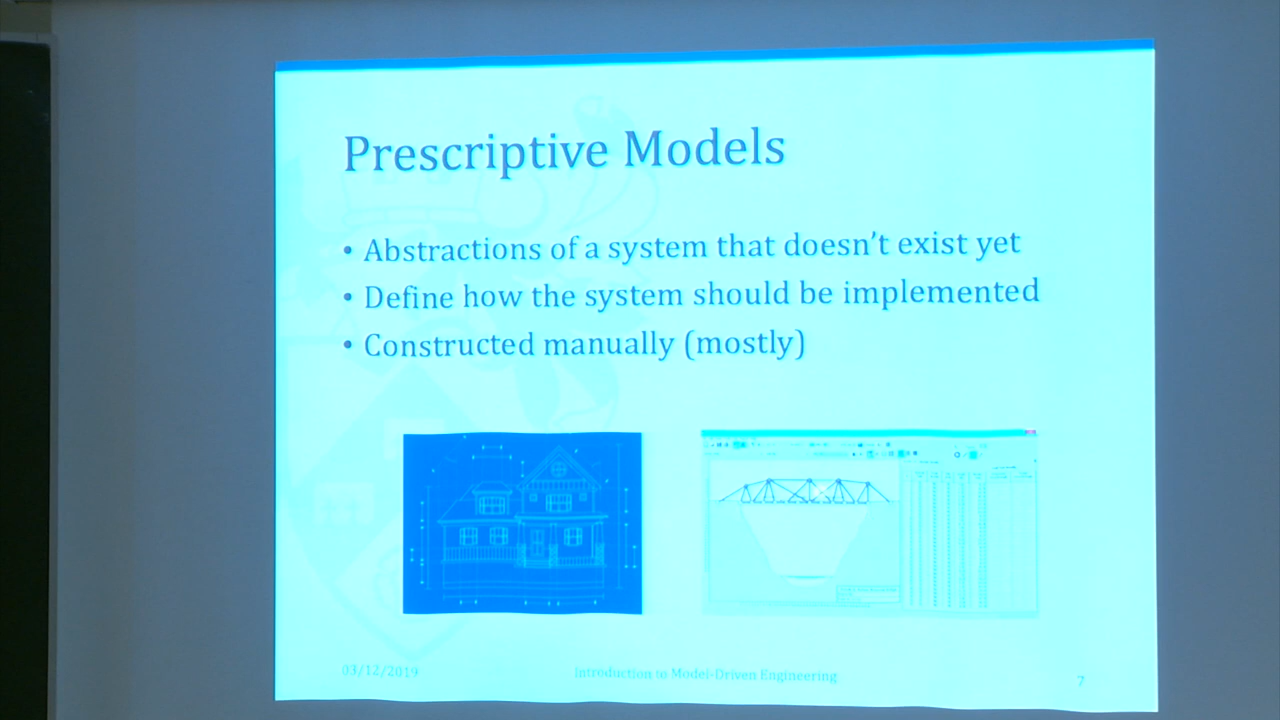 Prescriptive Models
• Abstractions of a system that doesn't exist yet
• Define how the system should be implemented
• Constructed manually (mostly)
03/12/2019
Introduction to Model-Driven Engineering
7